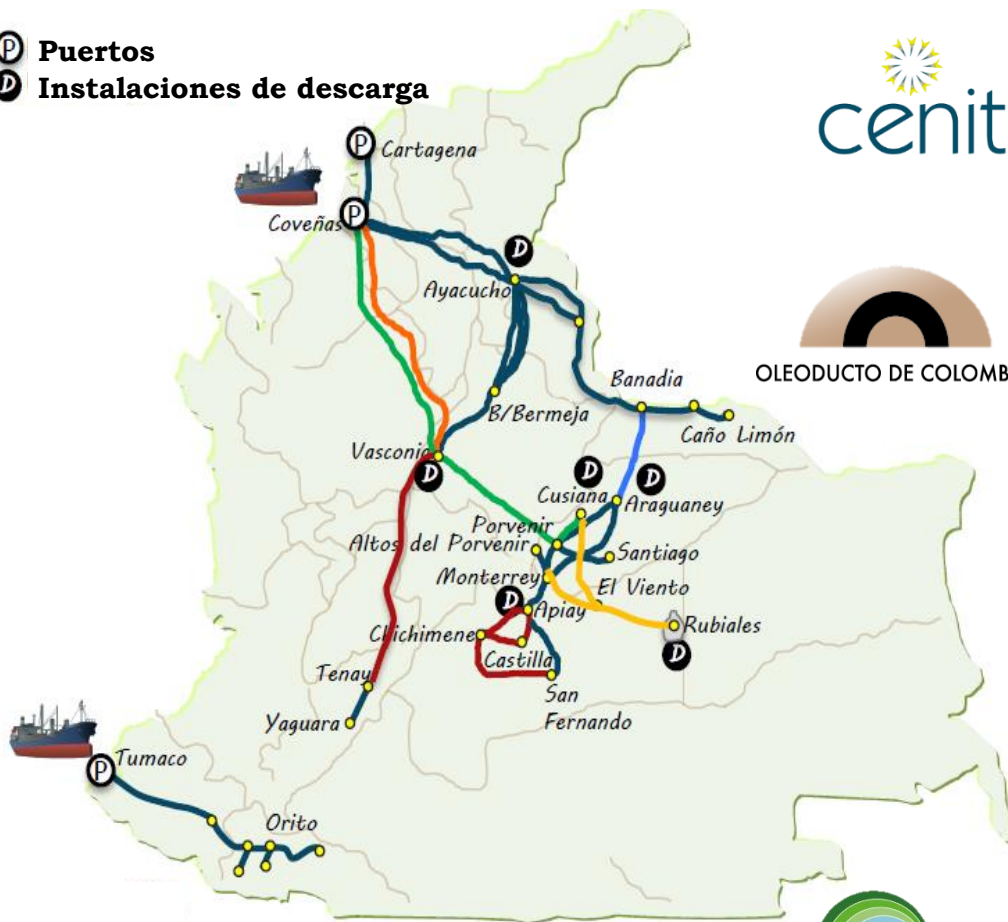 P Puertos
D Instalaciones de descarga
cenit
P Cartagena
Coveñas P
D
Ayacucho
OLEODUCTO DE COLOMB
Banadia
B/Bermeja
Caño Limón
Vasconia
D
D
D
Cusiana
Araguaney
Porvenir
Altos del Porvenir
Santiago
Monterrey
El Viento
D
Apiay
Rubiales
Chichimene
D
Castilla
Tenay
San
Fernando
Yaguara
Tumaco
P
Orito